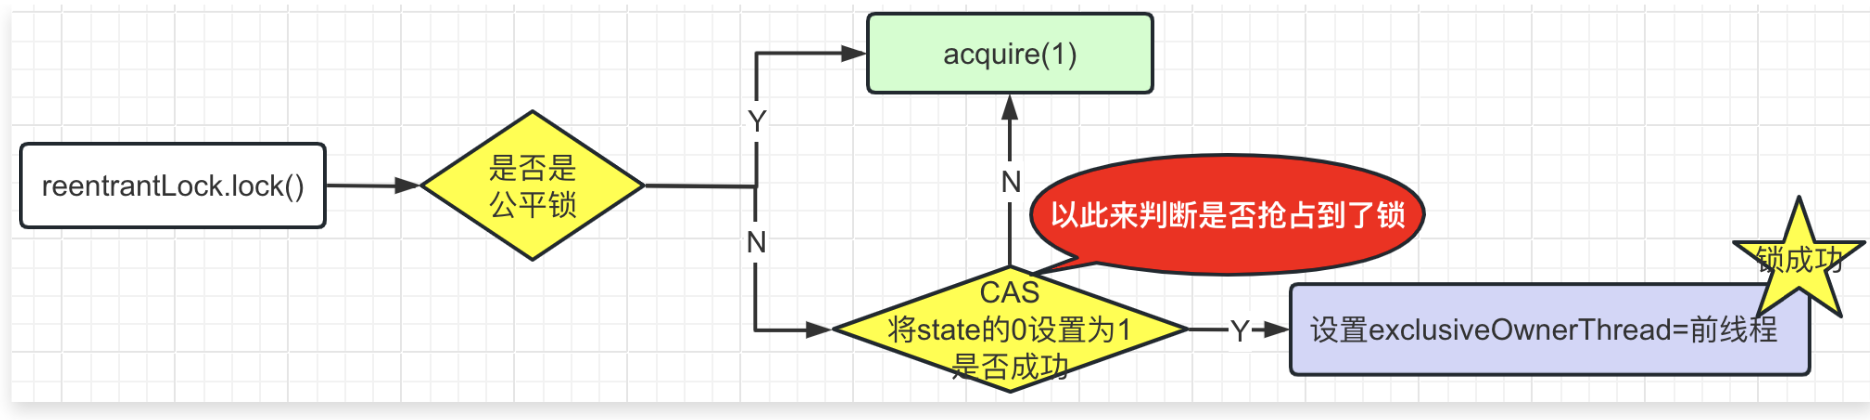 reentrantLock.lock()
是否是
公平锁
Y
N
acquire(1)
N
以此来判断是否抢占到了锁
CAS
将state的0设置为1
是否成功
Y
设置exclusiveOwnerThread=前线程
锁成功